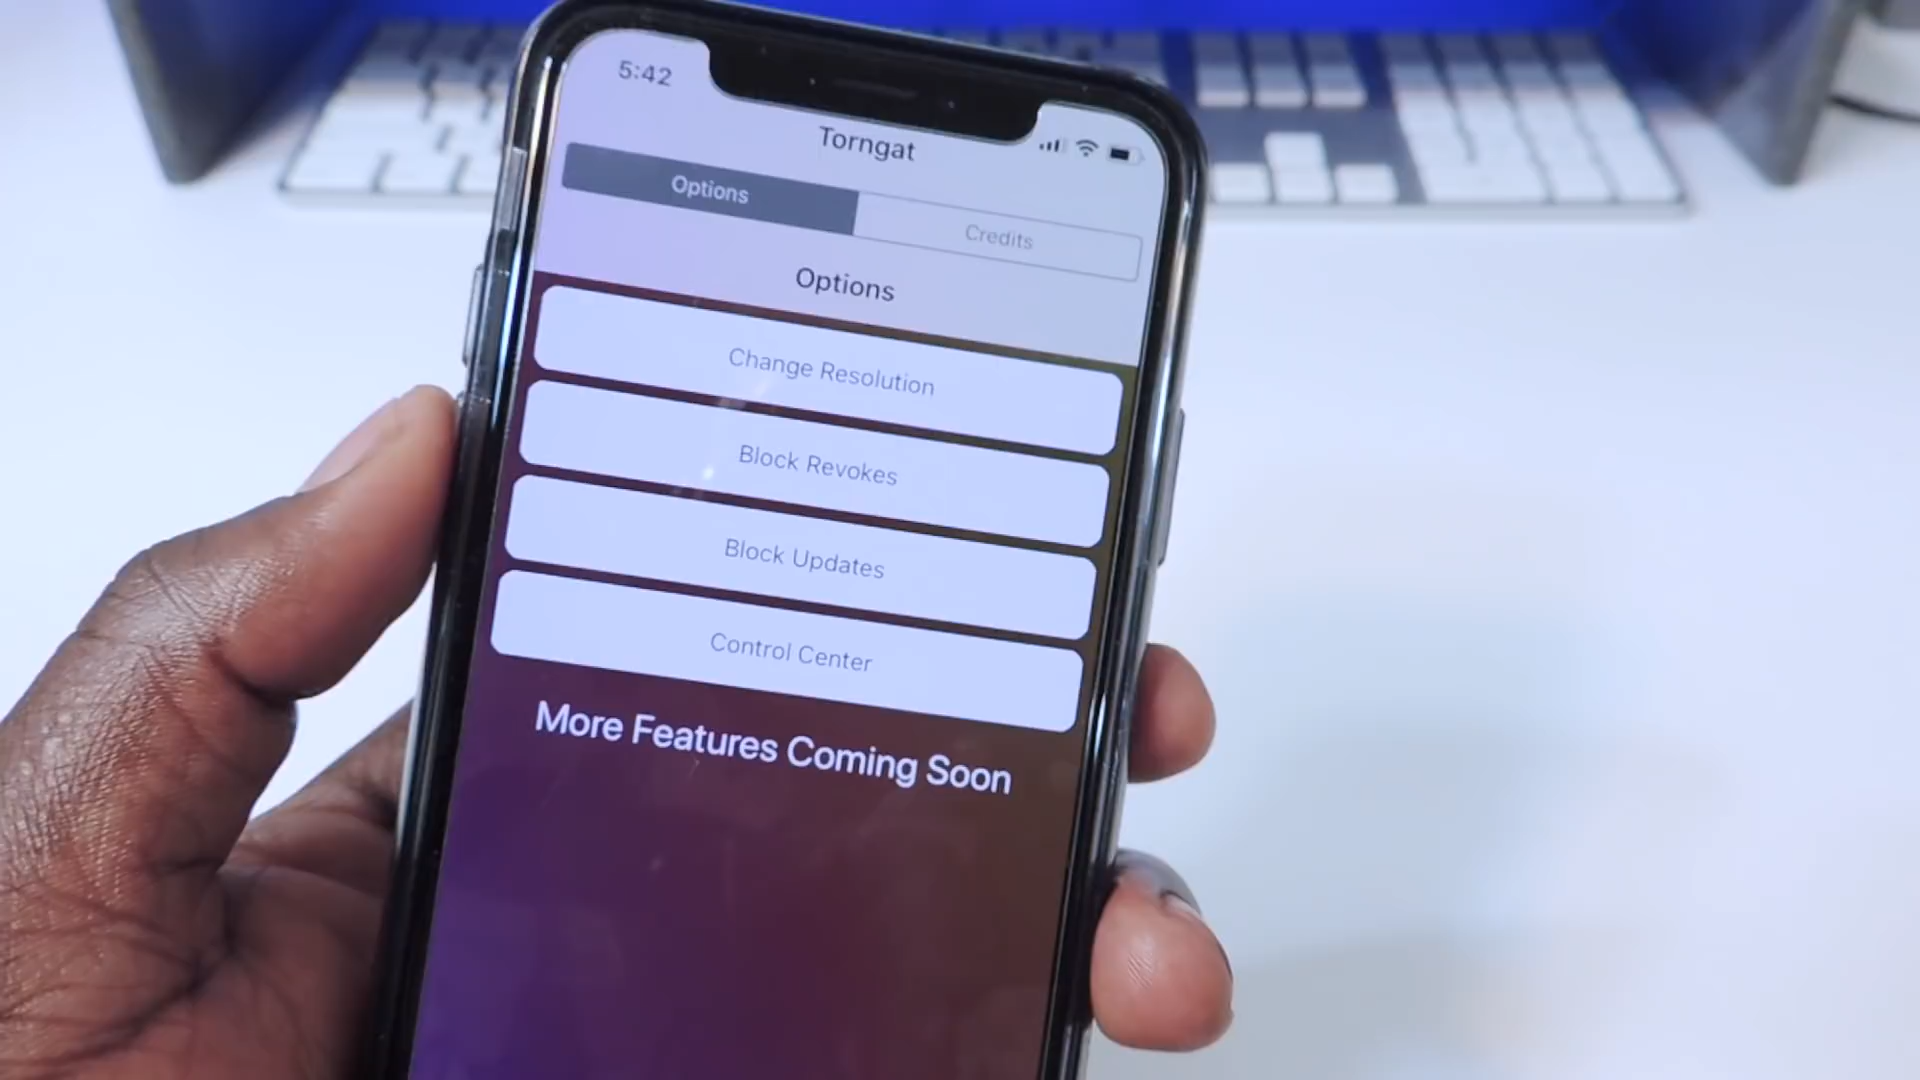 5:42
Torngat
Options
Credits
Options
Change Resolution
Block Revokes
Block Updates
Control Center
More Features Coming Soon